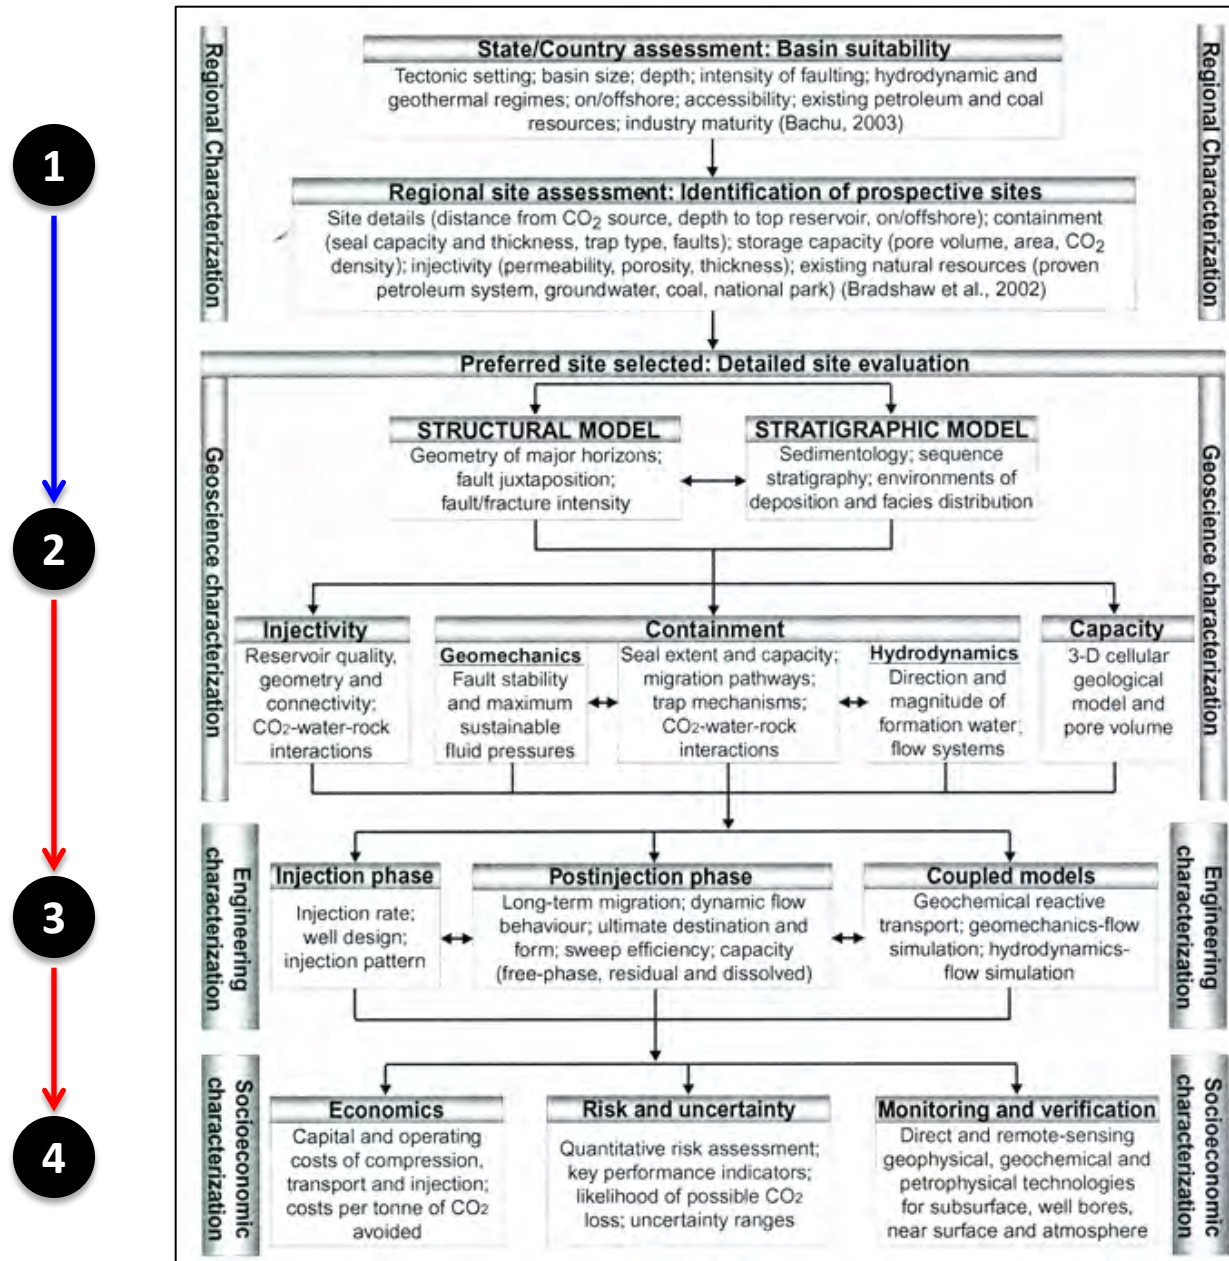 1
2
3
4
Regional Characterization
Regional Characterization
State/Country assessment: Basin suitability
Tectonic setting; basin size; depth; intensity of faulting; hydrodynamic and
geothermal regimes; on/offshore; accessibility; existing petroleum and coal
resources; industry maturity (Bachu, 2003)
Regional site assessment: Identification of prospective sites
Site details (distance from CO2 source, depth to top reservoir, on/offshore); containment
(seal capacity and thickness, trap type, faults); storage capacity (pore volume, area, CO2
density); injectivity (permeability, porosity, thickness); existing natural resources (proven
petroleum system, groundwater, coal, national park) (Bradshaw et al., 2002)
Preferred site selected: Detailed site evaluation
Geoscience characterization
Geoscience characterization
STRUCTURAL MODEL
Geometry of major horizons;
fault juxtaposition;
fault/fracture intensity
STRATIGRAPHIC MODEL
Sedimentology; sequence
stratigraphy; environments of
deposition and facies distribution
Injectivity
Reservoir quality,
geometry and
connectivity;
CO2-water-rock
interactions
Containment
Geomechanics
Fault stability
and maximum
sustainable
fluid pressures
Seal extent and capacity;
migration pathways;
trap mechanisms;
CO2-water-rock
interactions
Hydrodynamics
Direction and
magnitude of
formation water;
flow systems
Capacity
3-D cellular
geological
model and
pore volume
Engineering
characterization
Engineering
characterization
Injection phase
Injection rate;
well design;
injection pattern
Postinjection phase
Long-term migration; dynamic flow
behaviour; ultimate destination and
form; sweep efficiency; capacity
(free-phase, residual and dissolved)
Coupled models
Geochemical reactive
transport; geomechanics-flow
simulation; hydrodynamics-
flow simulation
Socioeconomic
characterization
Socioeconomic
characterization
Economics
Capital and operating
costs of compression,
transport and injection;
costs per tonne of CO2
avoided
Risk and uncertainty
Quantitative risk assessment;
key performance indicators;
likelihood of possible CO2
loss; uncertainty ranges
Monitoring and verification
Direct and remote-sensing
geophysical, geochemical and
petrophysical technologies
for subsurface, well bores,
near surface and atmosphere